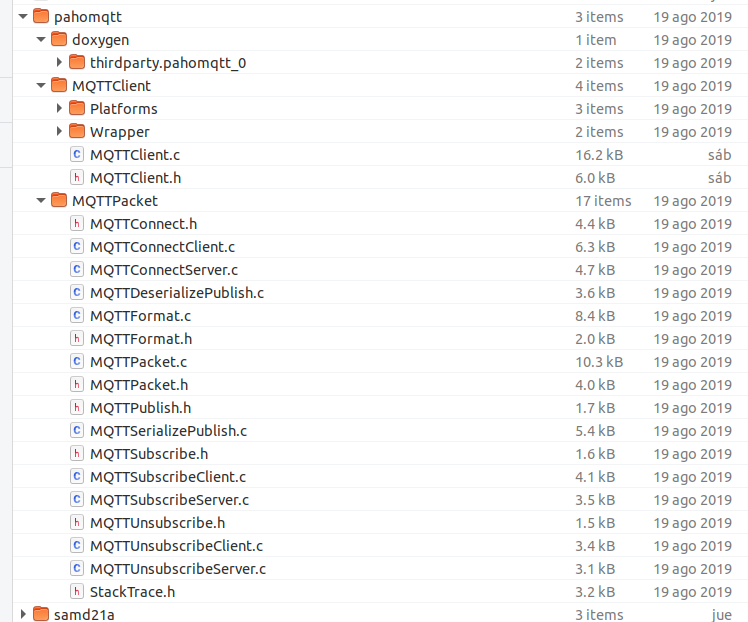 pahomqtt 3 items 19 ago 2019
doxygen 1 item 19 ago 2019
thirdparty.pahomqtt_0 2 items 19 ago 2019
MQTTClient 4 items 19 ago 2019
Platforms 3 items 19 ago 2019
Wrapper 2 items 19 ago 2019
C MQTTClient.c 16.2 kB sáb
h MQTTClient.h 6.0 kB sáb
MQTTPacket 17 items 19 ago 2019
h MQTTConnect.h 4.4 kB 19 ago 2019
C MQTTConnectClient.c 6.3 kB 19 ago 2019
C MQTTConnectServer.c 4.7 kB 19 ago 2019
C MQTTDeserializePublish.c 3.6 kB 19 ago 2019
C MQTTFormat.c 8.4 kB 19 ago 2019
h MQTTFormat.h 2.0 kB 19 ago 2019
C MQTTPacket.c 10.3 kB 19 ago 2019
h MQTTPacket.h 4.0 kB 19 ago 2019
h MQTTPublish.h 1.7 kB 19 ago 2019
C MQTTSerializePublish.c 5.4 kB 19 ago 2019
h MQTTSubscribe.h 1.6 kB 19 ago 2019
C MQTTSubscribeClient.c 4.1 kB 19 ago 2019
C MQTTSubscribeServer.c 3.5 kB 19 ago 2019
h MQTTUnsubscribe.h 1.5 kB 19 ago 2019
C MQTTUnsubscribeClient.c 3.4 kB 19 ago 2019
C MQTTUnsubscribeServer.c 3.1 kB 19 ago 2019
h StackTrace.h 3.2 kB 19 ago 2019
samd21a 3 items jue